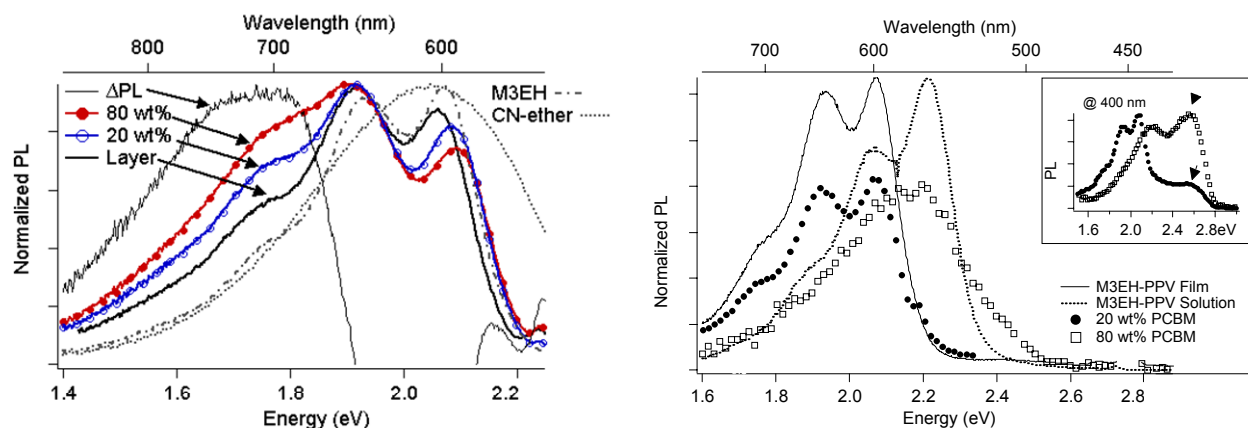 Wavelength (nm)
800 700 600
ΔPL
80 wt%
20 wt%
Layer
M3EH
CN-ether
Normalized PL
1.4 1.6 1.8 2.0 2.2
Energy (eV)
Wavelength (nm)
700 600 500 450
@ 400 nm
PL
1.6 2.0 2.4 2.8eV
M3EH-PPV Film
M3EH-PPV Solution
20 wt% PCBM
80 wt% PCBM
Normalized PL
1.6 1.8 2.0 2.2 2.4 2.6 2.8
Energy (eV)